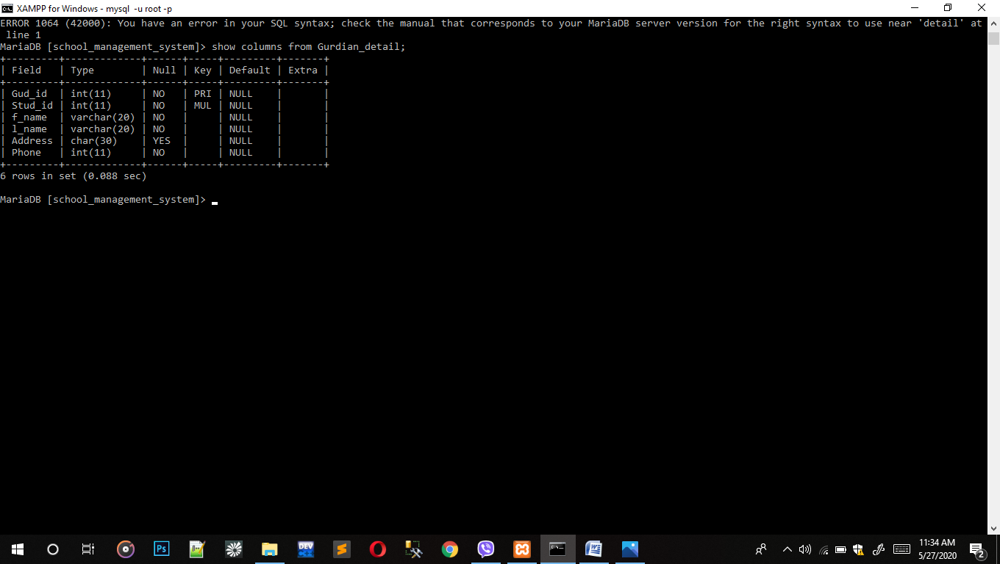 XAMPP for Windows - mysql  -u root -p
ERROR 1064 (42000): You have an error in your SQL syntax; check the manual that corresponds to your MariaDB server version for the right syntax to use near 'detail' at
 line 1
MariaDB [school_management_system]> show columns from Gurdian_detail;
+---------+-------------+------+-----+---------+-------+
| Field   | Type        | Null | Key | Default | Extra |
+---------+-------------+------+-----+---------+-------+
| Gud_id  | int(11)     | NO   | PRI | NULL    |       |
| Stud_id | int(11)     | NO   | MUL | NULL    |       |
| f_name  | varchar(20) | NO   |     | NULL    |       |
| l_name  | varchar(20) | NO   |     | NULL    |       |
| Address | char(30)    | YES  |     | NULL    |       |
| Phone   | int(11)     | NO   |     | NULL    |       |
+---------+-------------+------+-----+---------+-------+
6 rows in set (0.088 sec)
MariaDB [school_management_system]>
Ps
DEV
11:34 AM
5/27/2020
2